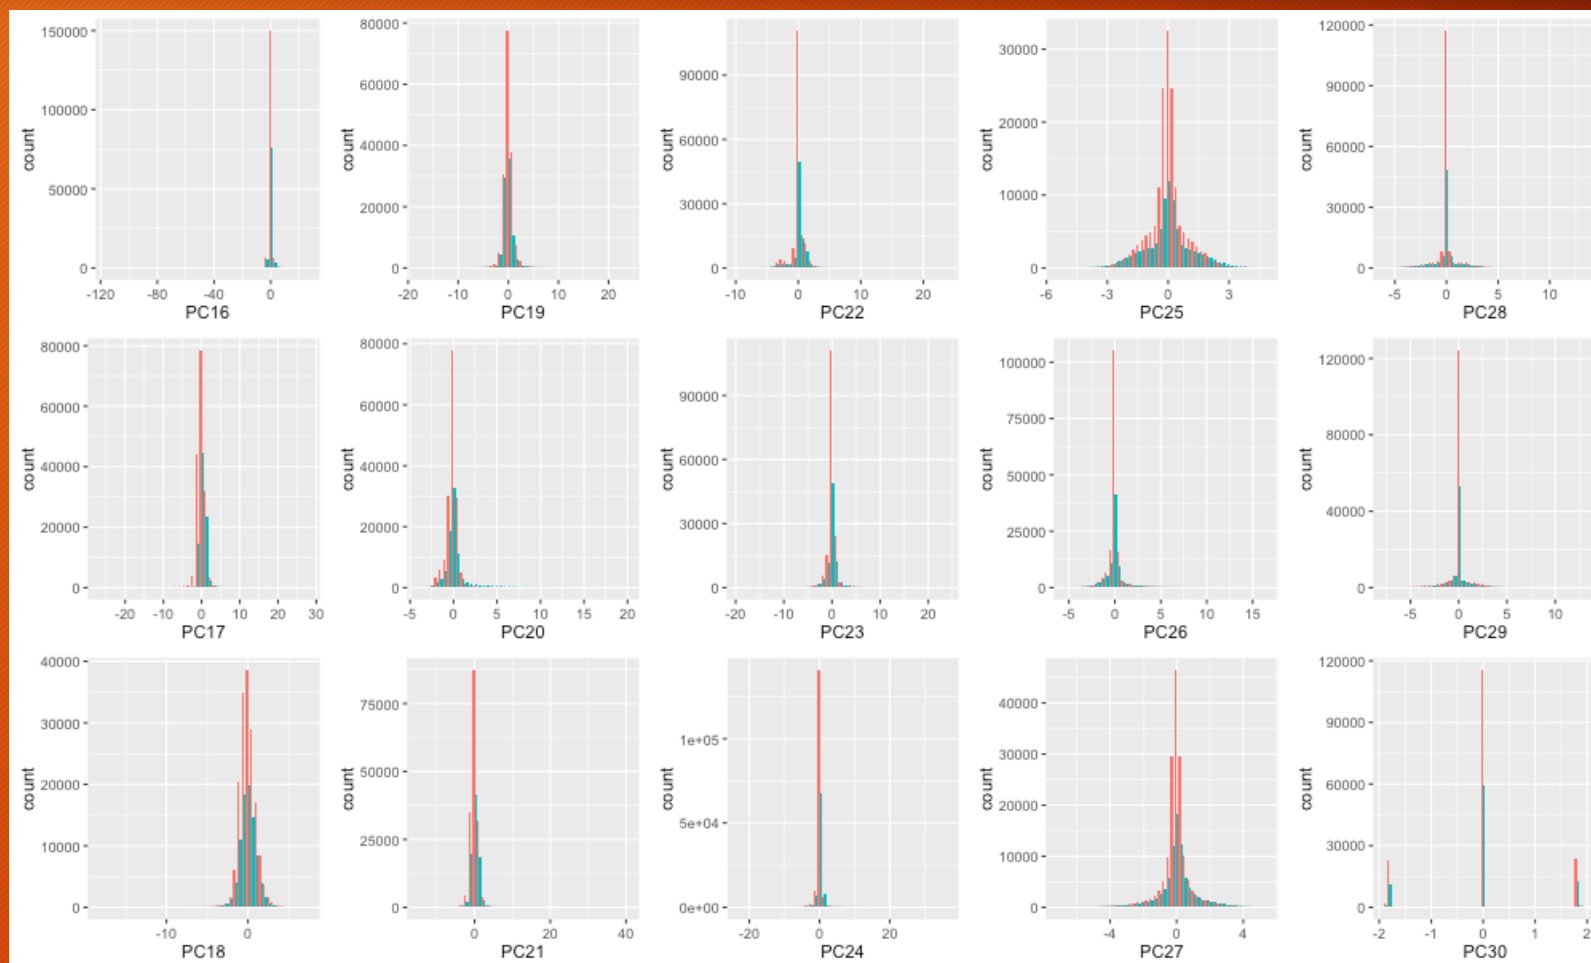 150000
100000
50000
0
count
-120 -80 -40 0
PC16
80000
60000
40000
20000
0
count
-20 -10 0 10 20
PC19
90000
60000
30000
0
count
-10 0 10 20
PC22
30000
20000
10000
0
count
-6 -3 0 3
PC25
120000
90000
60000
30000
0
count
-5 0 5 10
PC28
80000
60000
40000
20000
0
count
-20 -10 0 10 20 30
PC17
80000
60000
40000
20000
0
count
-5 0 5 10 15 20
PC20
90000
60000
30000
0
count
-20 -10 0 10 20
PC23
100000
75000
50000
25000
0
count
-5 0 5 10 15
PC26
120000
80000
40000
0
count
-5 0 5 10
PC29
40000
30000
20000
10000
0
count
-10 0
PC18
75000
50000
25000
0
count
0 20 40
PC21
1e+05
5e+04
0e+00
count
-20 0 20
PC24
40000
30000
20000
10000
0
count
-4 0 4
PC27
120000
90000
60000
30000
0
count
-2 -1 0 1 2
PC30